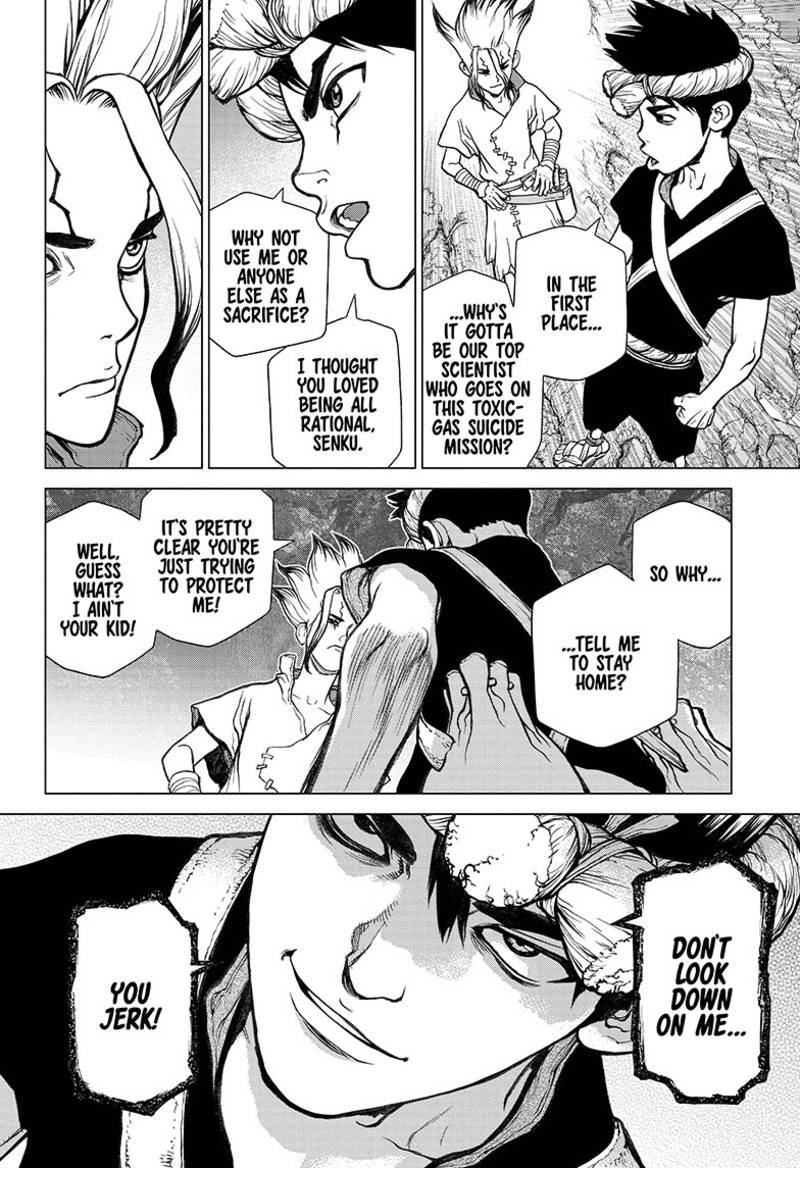 IN THE
FIRST
PLACE...
...WHY'S
IT GOTTA
BE OUR TOP
SCIENTIST
WHO GOES ON
THIS TOXIC-
GAS SUICIDE
MISSION?
WHY NOT
USE ME OR
ANYONE
ELSE AS A
SACRIFICE?
I THOUGHT
YOU LOVED
BEING ALL
RATIONAL,
SENKU.
SO WHY...
...TELL ME
TO STAY
HOME?
IT'S PRETTY
CLEAR YOU'RE
JUST TRYING
TO PROTECT
ME!
WELL,
GUESS
WHAT?
I AIN'T
YOUR KID!
DON'T
LOOK
DOWN
ON ME...
YOU
JERK!